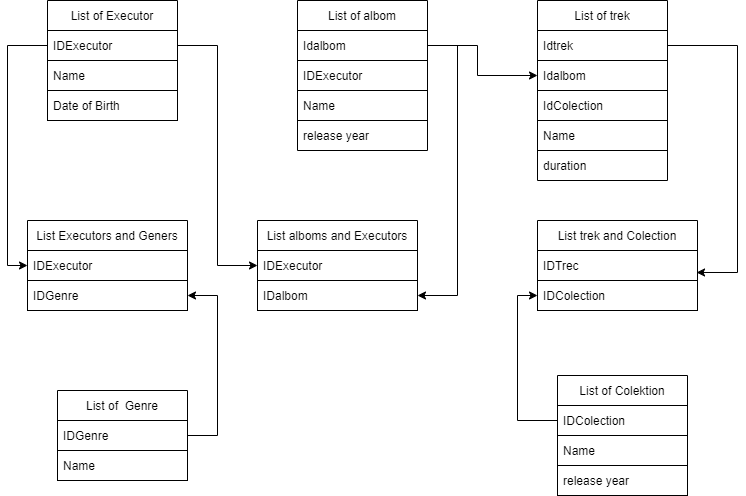 List of Executor
IDExecutor
Name
Date of Birth
List of albom
Idalbom
IDExecutor
Name
release year
List of trek
Idtrek
Idalbom
IdColection
Name
duration
List Executors and Geners
IDExecutor
IDGenre
List alboms and Executors
IDExecutor
IDalbom
List trek and Colection
IDTrec
IDColection
List of  Genre
IDGenre
Name
List of Colektion
IDColection
Name
release year